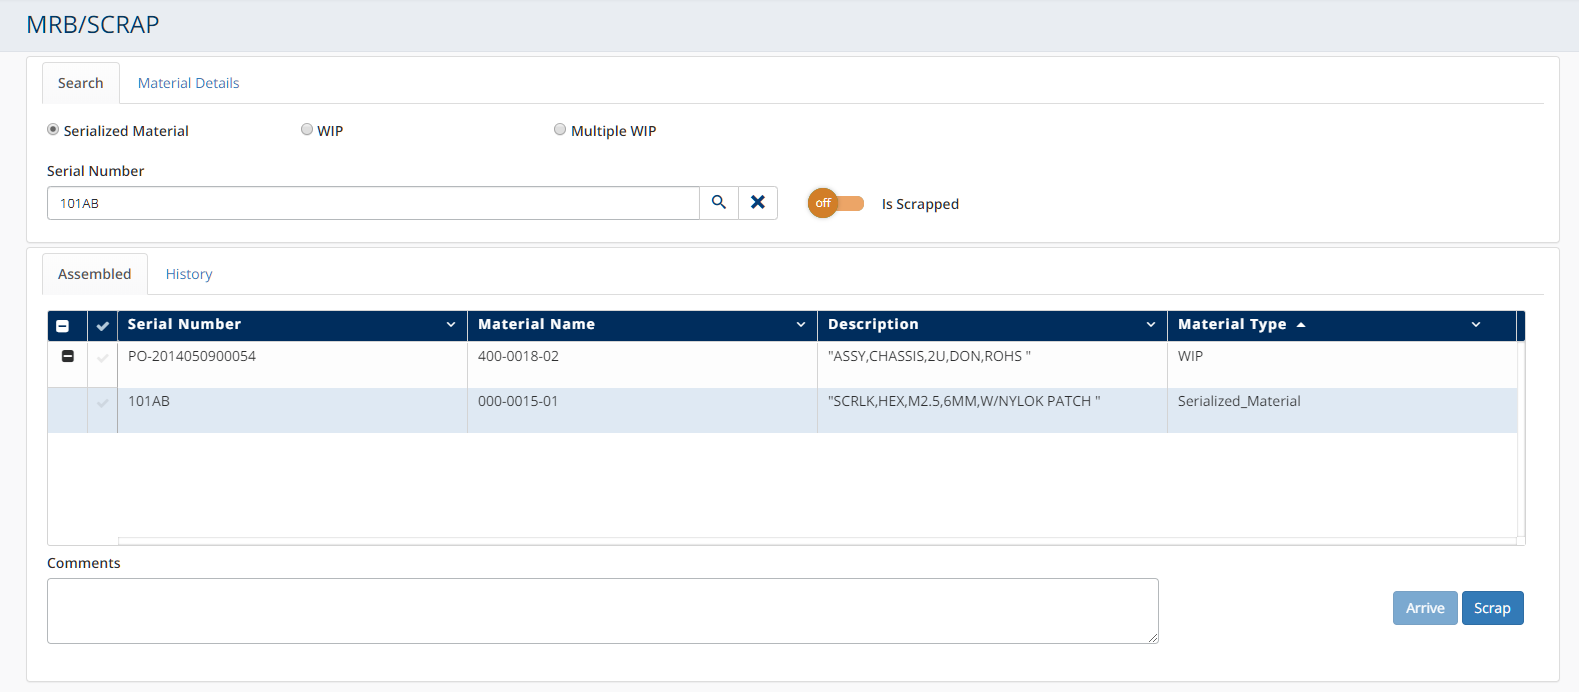 MRB/SCRAP
Search Material Details
Serialized Material WIP Multiple WIP
Serial Number
101AB off Is Scrapped
Assembled History
Serial Number Material Name Description Material Type
PO-2014050900054 400-0018-02 "ASSY,CHASSIS,2U,DON,ROHS " WIP
101AB 000-0015-01 "SCRLK,HEX,M2.5,6MM,W/NYLOK PATCH " Serialized_Material
Comments
Arrive Scrap